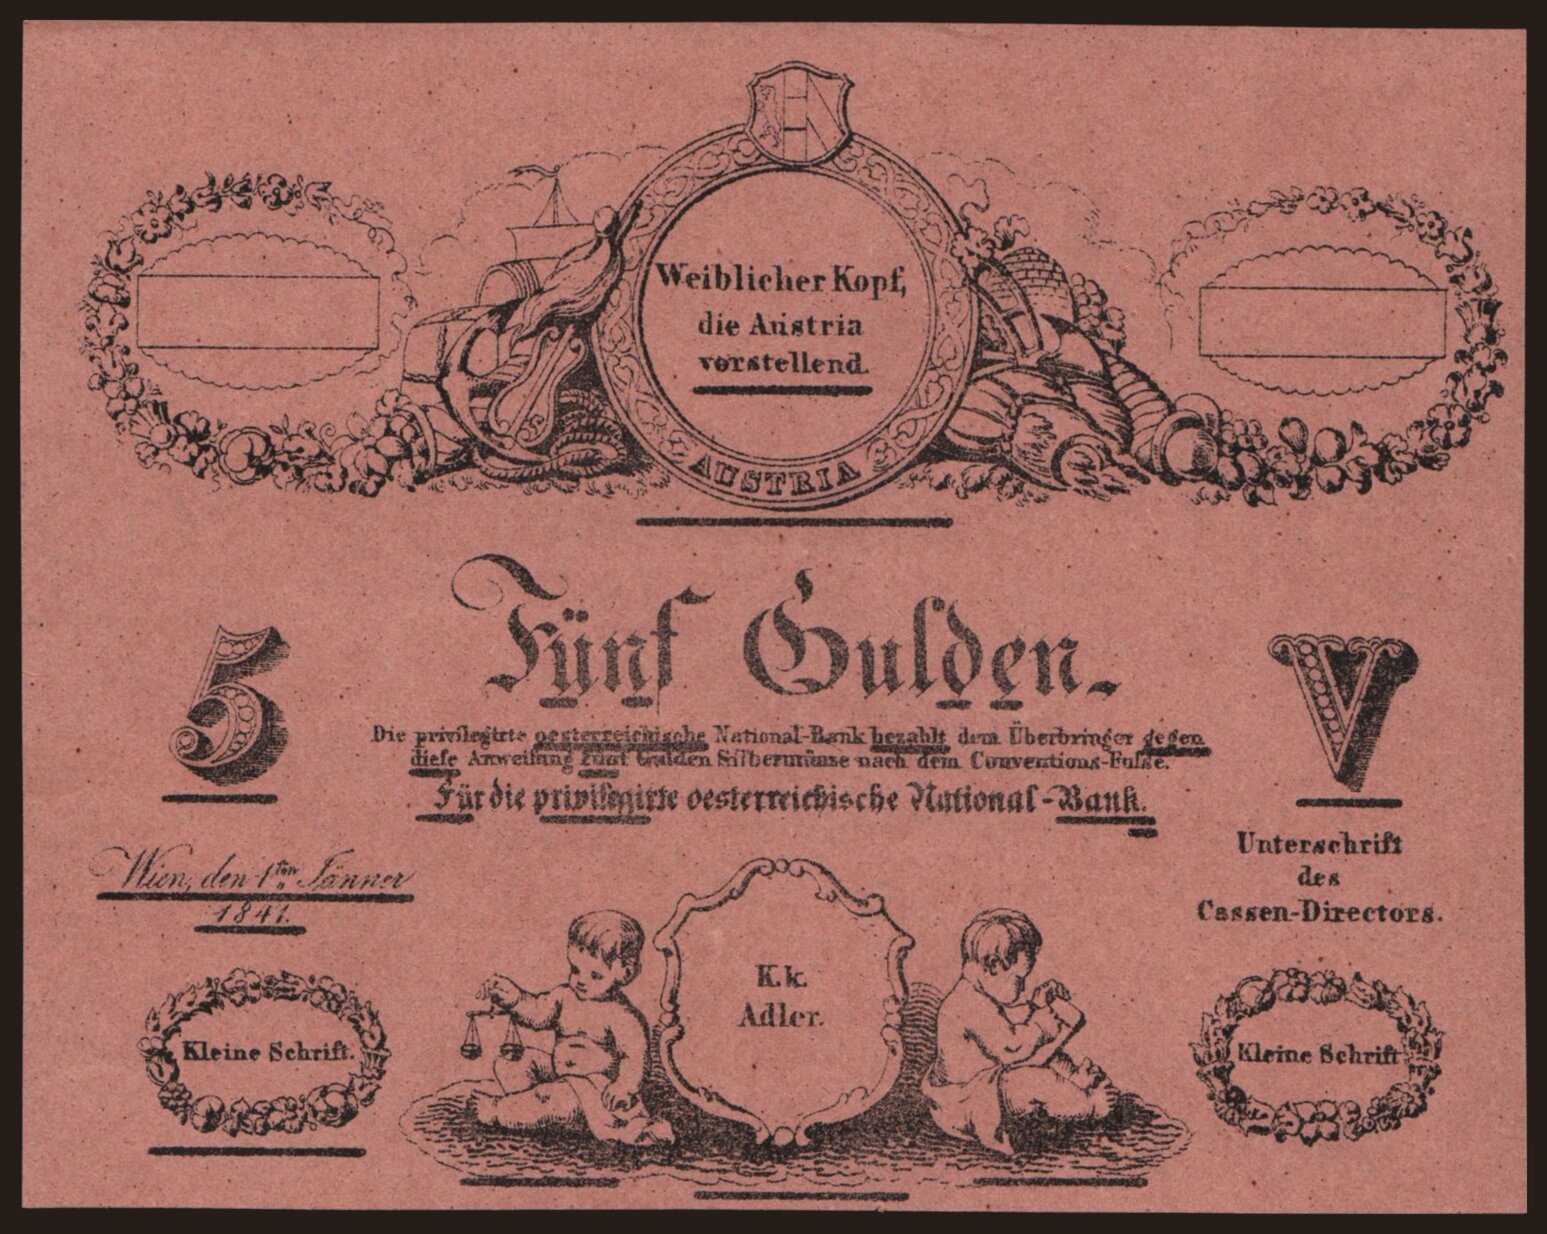 Weiblicher Kopf,
die Austria
vorstellend.
AUSTRIA
Fünf Gulden.
5
V
Die privilegirte oesterreichische National-Bank bezahlt dem Überbringer gegen
diese Anweisung fünf Gulden Silbermünze nach dem Conventions-Fuße.
Für die privilegirte oesterreichische National-Bank.
Wien, den 1ten Jänner
1841.
Unterschrift
des
Cassen-Directors.
K.k.
Adler.
Kleine Schrift.
Kleine Schrift